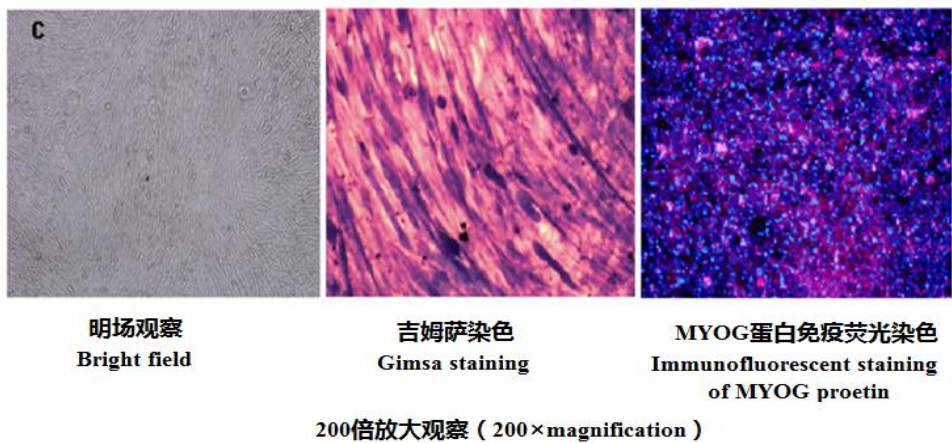 C
明场观察
Bright field
吉姆萨染色
Gimsa staining
MYOG蛋白免疫荧光染色
Immunofluorescent staining
of MYOG proetin
200倍放大观察（200×magnification）